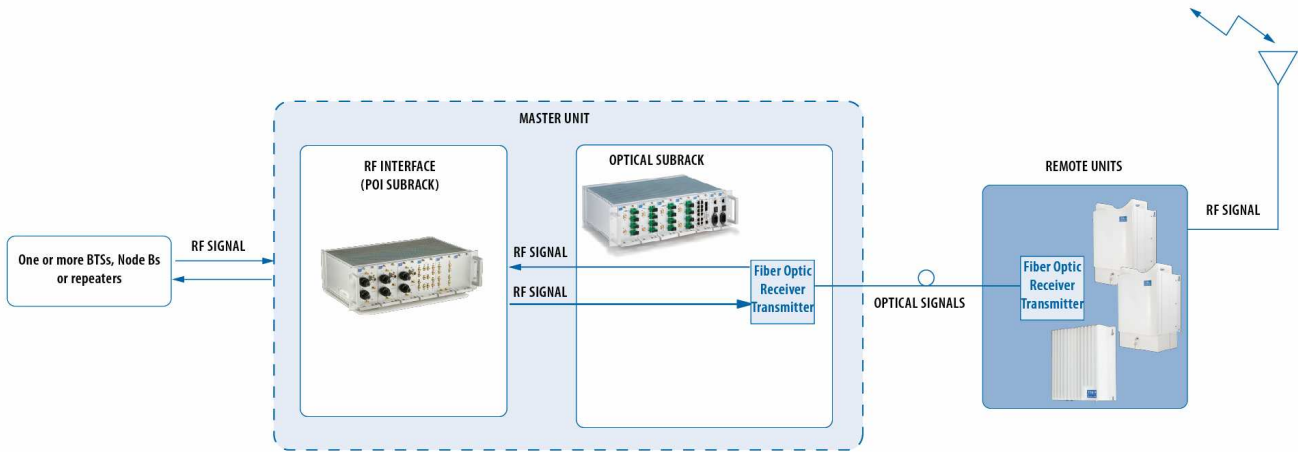 MASTER UNIT
RF INTERFACE
(POI SUBRACK)
OPTICAL SUBRACK
REMOTE UNITS
RF SIGNAL
One or more BTSs, Node Bs
or repeaters
RF SIGNAL
RF SIGNAL
RF SIGNAL
Fiber Optic
Receiver
Transmitter
OPTICAL SIGNALS
Fiber Optic
Receiver
Transmitter